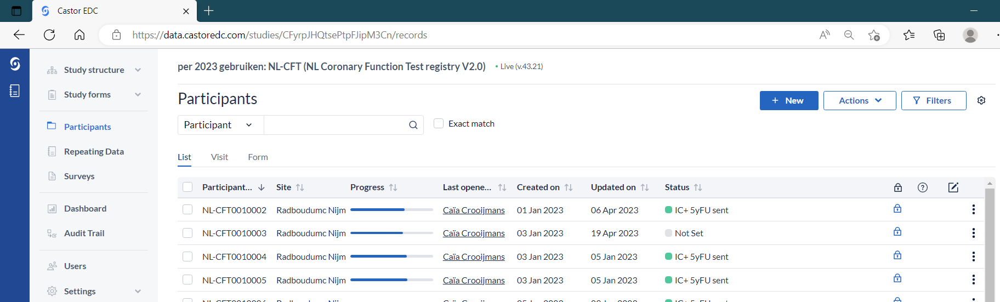 Castor EDC
https://data.castoredc.com/studies/CFyrpJHQtsePtpFJipM3Cn/records
Study structure
Study forms
Participants
Repeating Data
Surveys
Dashboard
Audit Trail
Users
Settings
per 2023 gebruiken: NL-CFT (NL Coronary Function Test registry V2.0) • Live (v.43.21)
Participants
+ New Actions Filters
Participant Exact match
List Visit Form
Participant... Site Progress Last opene... Created on Updated on Status
NL-CFT0010002 Radboudumc Nijm Caïa Crooijmans 01 Jan 2023 06 Apr 2023 IC+ 5yFU sent
NL-CFT0010003 Radboudumc Nijm Caïa Crooijmans 03 Jan 2023 19 Apr 2023 Not Set
NL-CFT0010004 Radboudumc Nijm Caïa Crooijmans 03 Jan 2023 05 Jan 2023 IC+ 5yFU sent
NL-CFT0010005 Radboudumc Nijm Caïa Crooijmans 03 Jan 2023 05 Jan 2023 IC+ 5yFU sent